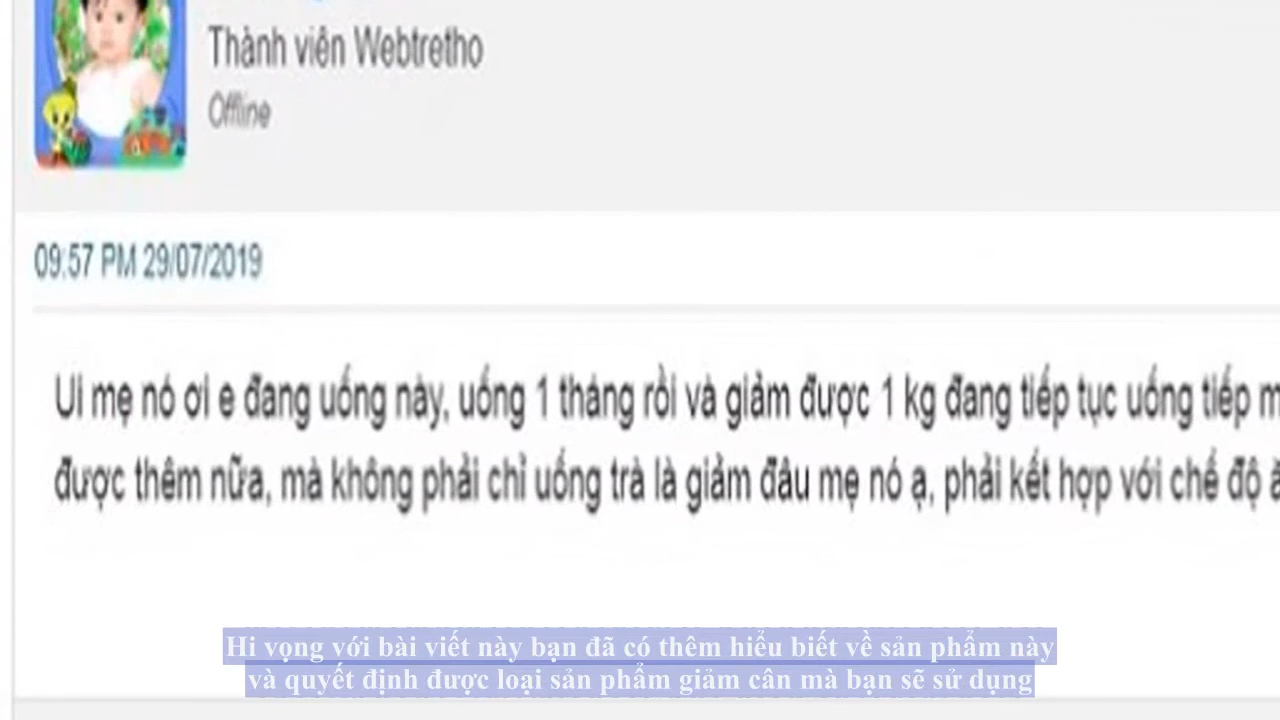 Thành viên Webtretho
Offline
09:57 PM 29/07/2019
Ui mẹ nó ơi e đang uống này, uống 1 tháng rồi và giảm được 1 kg đang tiếp tục uống tiếp
được thêm nữa, mà không phải chỉ uống trà là giảm đâu mẹ nó ạ, phải kết hợp với chế độ
Hi vọng với bài viết này bạn đã có thêm hiểu biết về sản phẩm này
và quyết định được loại sản phẩm giảm cân mà bạn sẽ sử dụng